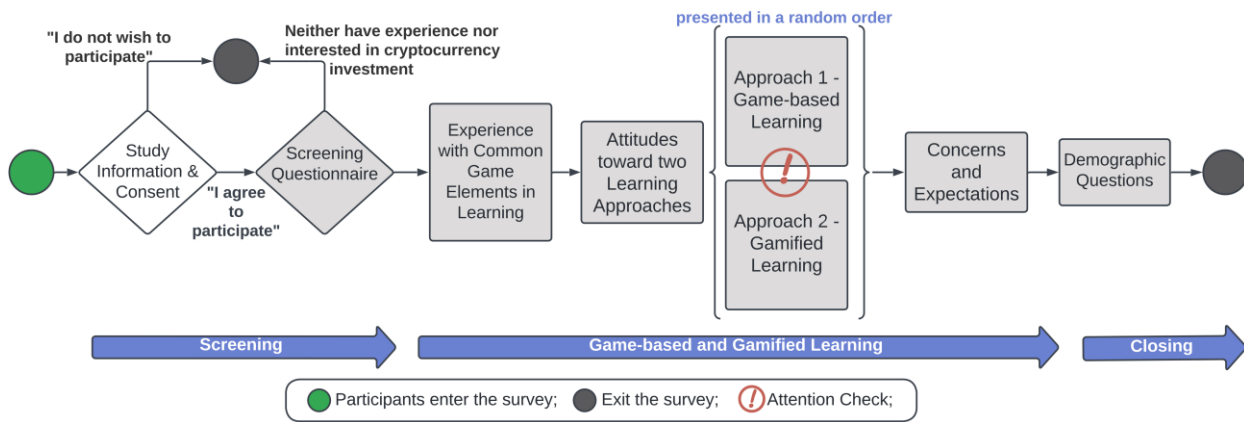 presented in a random order
"I do not wish to
participate"
Neither have experience nor
interested in cryptocurrency
investment
Study
Information &
Consent
"I agree to
participate"
Screening
Questionnaire
Experience
with Common
Game
Elements in
Learning
Attitudes
toward two
Learning
Approaches
Approach 1 -
Game-based
Learning
Approach 2 -
Gamified
Learning
Concerns
and
Expectations
Demographic
Questions
Screening
Game-based and Gamified Learning
Closing
Participants enter the survey;
Exit the survey;
Attention Check;